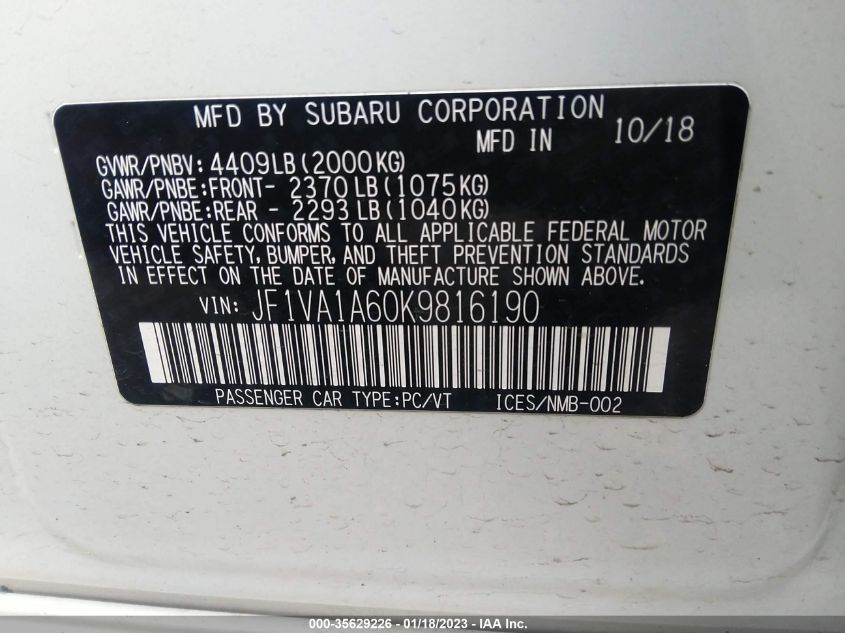 MFD BY SUBARU CORPORATION
MFD IN 10/18
GVWR/PNBV: 4409LB(2000KG)
GAWR/PNBE:FRONT- 2370LB(1075KG)
GAWR/PNBE:REAR - 2293LB(1040KG)
THIS VEHICLE CONFORMS TO ALL APPLICABLE FEDERAL MOTOR
VEHICLE SAFETY, BUMPER, AND THEFT PREVENTION STANDARDS
IN EFFECT ON THE DATE OF MANUFACTURE SHOWN ABOVE.
VIN: JF1VA1A60K9816190
PASSENGER CAR TYPE:PC/VT ICES/NMB-002
000-35629226 - 01/18/2023 - IAA Inc.